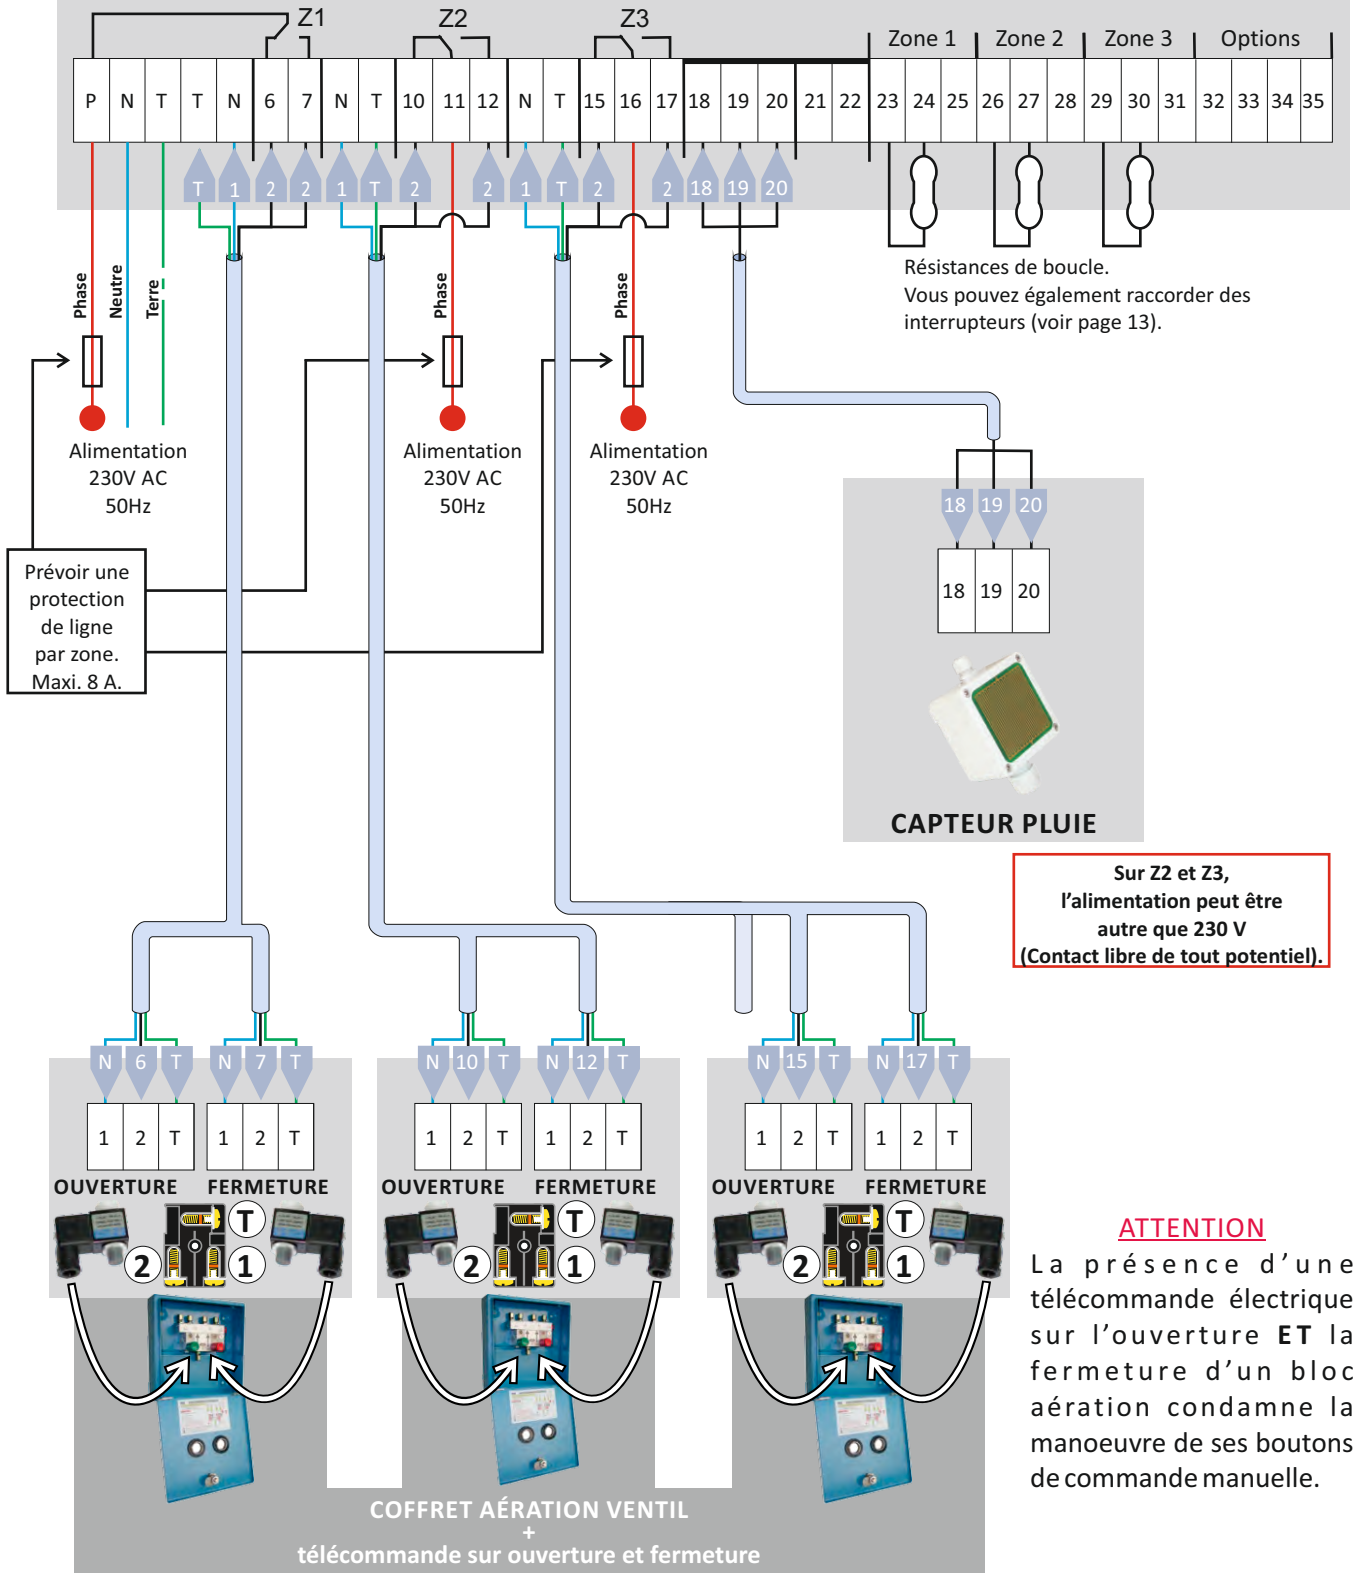 Z1 Z2 Z3
Zone 1 Zone 2 Zone 3 Options
P N T T N 6 7 N T 10 11 12 N T 15 16 17 18 19 20 21 22 23 24 25 26 27 28 29 30 31 32 33 34 35
T 1 2 2 1 T 2 2 1 T 2 2 18 19 20
Phase
Neutre
Terre
Phase
Phase
Résistances de boucle.
Vous pouvez également raccorder des
interrupteurs (voir page 13).
Alimentation
230V AC
50Hz
Alimentation
230V AC
50Hz
Alimentation
230V AC
50Hz
Prévoir une
protection
de ligne
par zone.
Maxi. 8 A.
18 19 20
18 19 20
CAPTEUR PLUIE
Sur Z2 et Z3,
l’alimentation peut être
autre que 230 V
(Contact libre de tout potentiel).
N 6 T N 7 T N 10 T N 12 T N 15 T N 17 T
1 2 T 1 2 T 1 2 T 1 2 T 1 2 T 1 2 T
OUVERTURE FERMETURE OUVERTURE FERMETURE OUVERTURE FERMETURE
T T T
2 1 2 1 2 1
ATTENTION
La présence d’une
télécommande électrique
sur l’ouverture ET la
fermeture d’un bloc
aération condamne la
manoeuvre de ses boutons
de commande manuelle.
COFFRET AÉRATION VENTIL
+
télécommande sur ouverture et fermeture